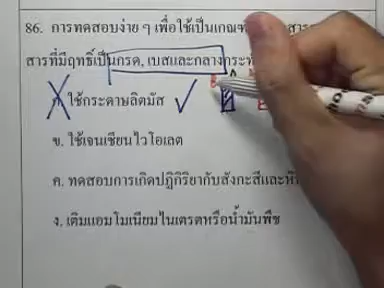 86. การทดสอบง่าย ๆ เพื่อใช้เป็นเกณฑ์ สาร
สารที่มีฤทธิ์เป็นกรด, เบสและกลาง
ก. ใช้กระดาษลิตมัส
ข. ใช้เจนเชียนไวโอเลต
ค. ทดสอบการเกิดปฏิกิริยากับสังกะสีและหิน
ง. เติมแอมโมเนียมไนเตรตหรือน้ำมันพืช